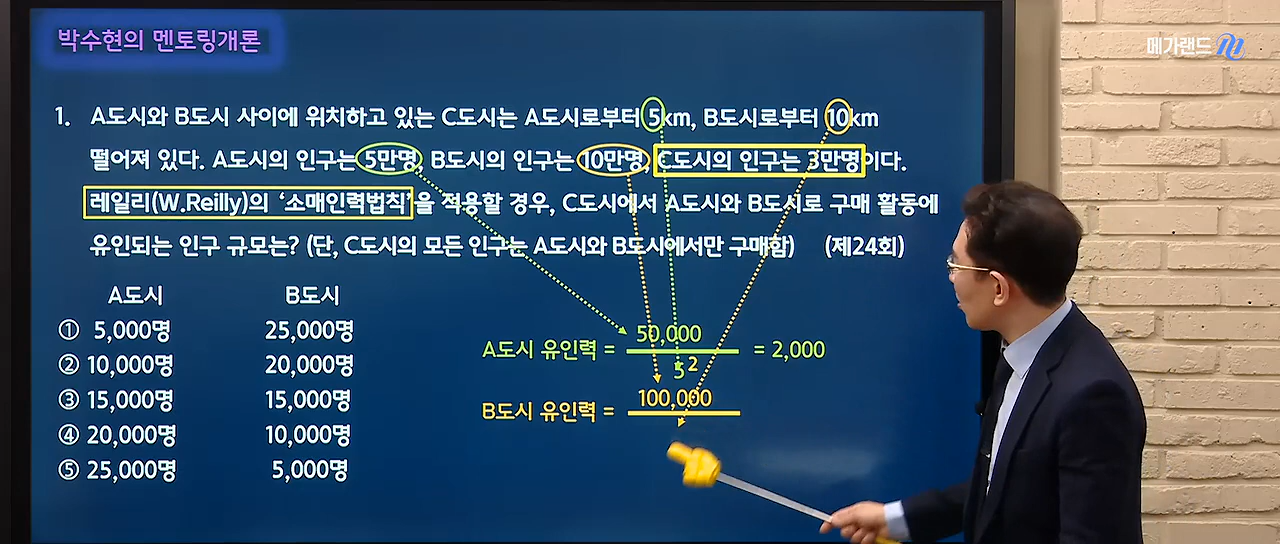 박수현의 멘토링개론
메가랜드
1. A도시와 B도시 사이에 위치하고 있는 C도시는 A도시로부터 5km, B도시로부터 10km
떨어져 있다. A도시의 인구는 5만명, B도시의 인구는 10만명, C도시의 인구는 3만명이다.
레일리(W.Reilly)의 ‘소매인력법칙’을 적용할 경우, C도시에서 A도시와 B도시로 구매 활동에
유인되는 인구 규모는? (단, C도시의 모든 인구는 A도시와 B도시에서만 구매함) (제24회)
A도시 B도시
① 5,000명 25,000명
② 10,000명 20,000명
③ 15,000명 15,000명
④ 20,000명 10,000명
⑤ 25,000명 5,000명
50,000
A도시 유인력 = = 2,000
5²
100,000
B도시 유인력 =